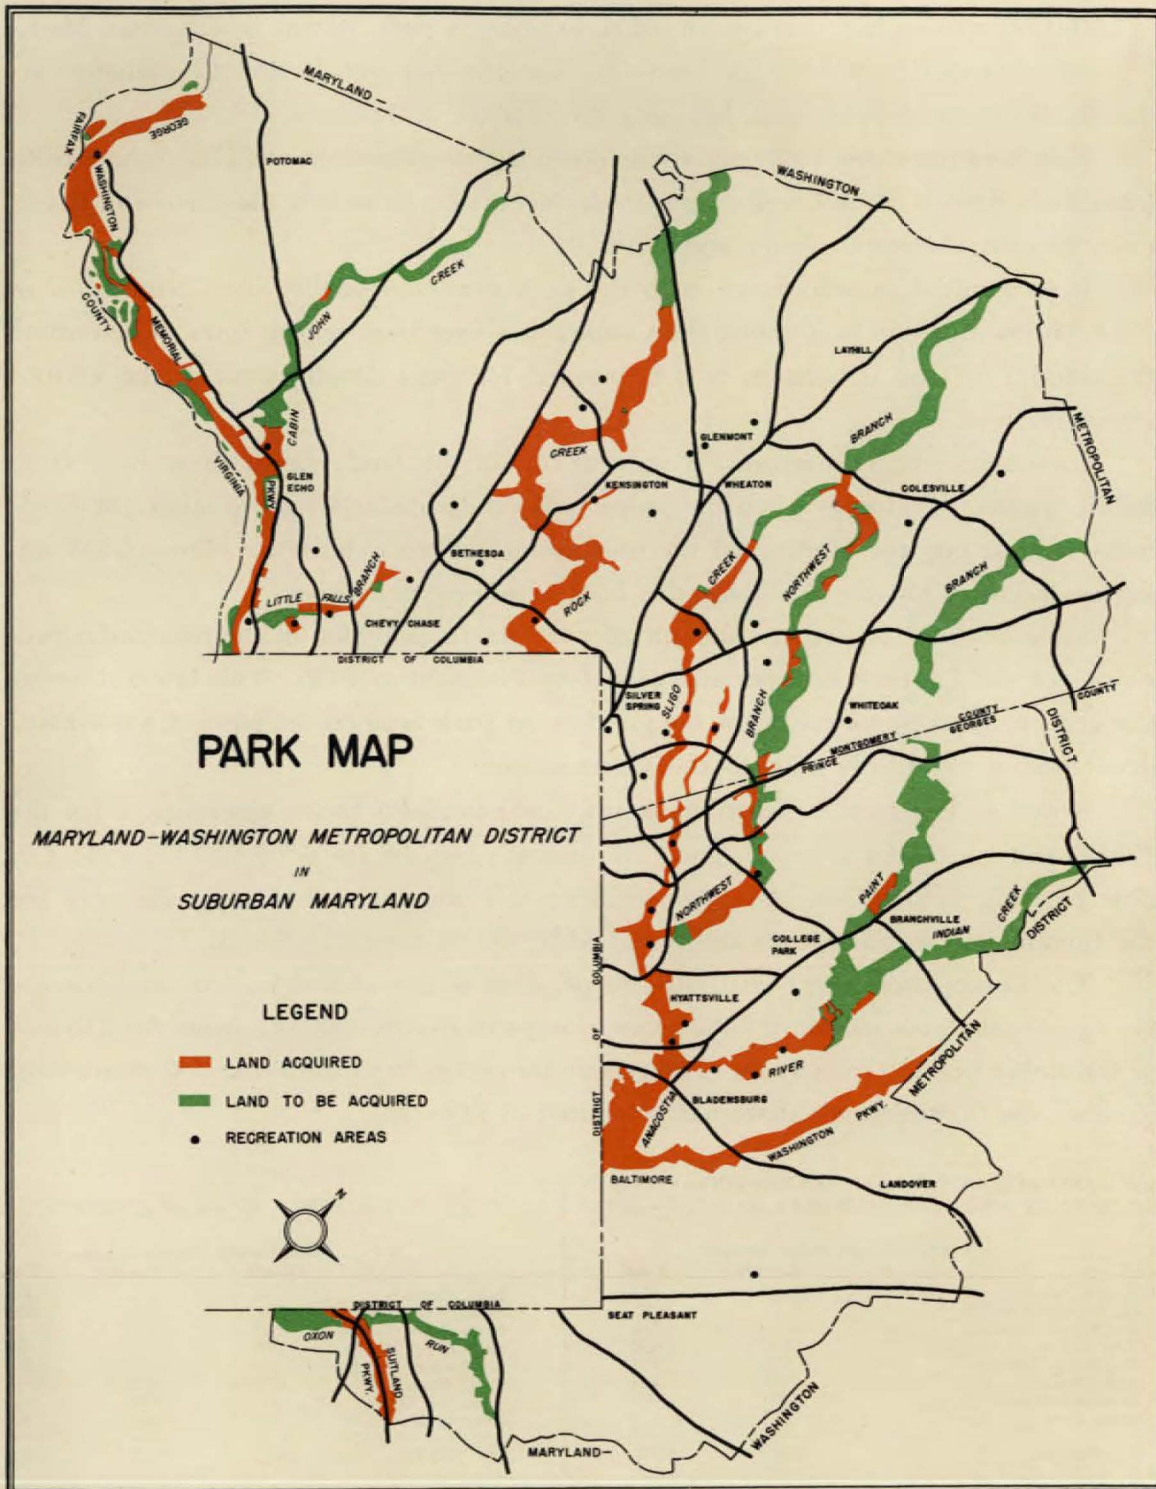 MARYLAND–
WASHINGTON
FAIRFAX
GEORGE
POTOMAC
WASHINGTON
CREEK
COUNTY
MEMORIAL
JOHN
LAYHILL
CABIN
VIRGINIA
PKWY
GLEN
ECHO
CREEK
GLENMONT
BRANCH
METROPOLITAN
KENSINGTON
WHEATON
COLESVILLE
BETHESDA
CREEK
NORTHWEST
BRANCH
LITTLE FALLS BRANCH
CHEVY CHASE
ROCK
DISTRICT OF COLUMBIA
SILVER
SPRING
SLIGO
BRANCH
WHITEOAK
MONTGOMERY COUNTY
PRINCE GEORGES COUNTY
DISTRICT
PARK MAP
MARYLAND–WASHINGTON METROPOLITAN DISTRICT
IN
SUBURBAN MARYLAND
NORTHWEST
PAINT
BRANCHVILLE
INDIAN CREEK
DISTRICT
COLLEGE
PARK
DISTRICT OF COLUMBIA
HYATTSVILLE
METROPOLITAN
RIVER
ANACOSTIA
BLADENSBURG
BALTIMORE WASHINGTON PKWY.
LANDOVER
LEGEND
LAND ACQUIRED
LAND TO BE ACQUIRED
RECREATION AREAS
N
DISTRICT OF COLUMBIA
SEAT PLEASANT
OXON RUN
SUITLAND
PKWY.
MARYLAND–
WASHINGTON